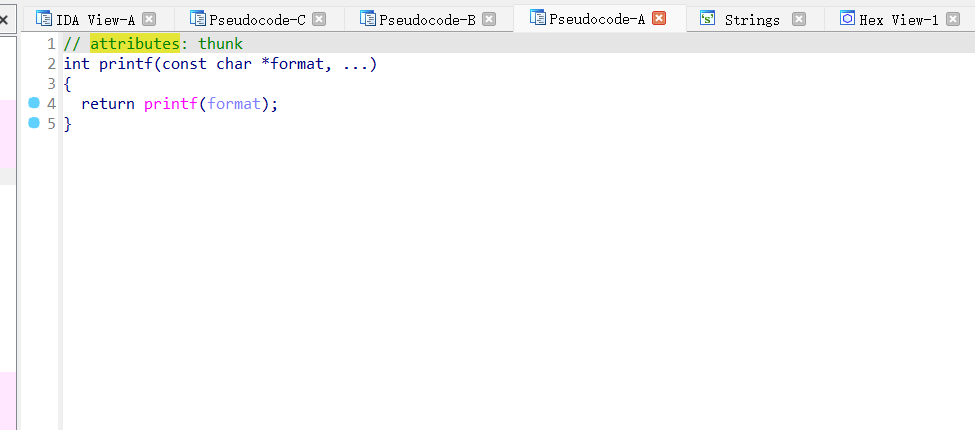 IDA View-A Pseudocode-C Pseudocode-B Pseudocode-A Strings Hex View-1
1 // attributes: thunk
2 int printf(const char *format, ...)
3 {
4 return printf(format);
5 }